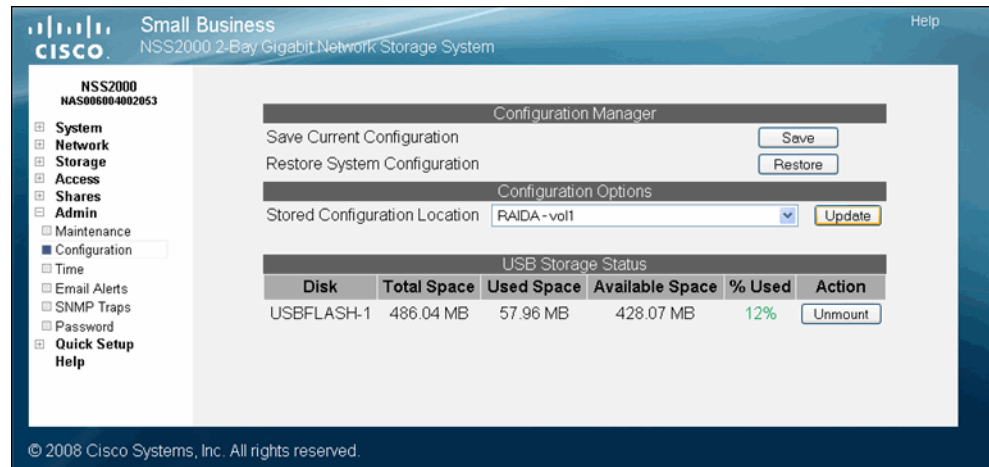 Small Business
Help
CISCO
NSS2000 2-Bay Gigabit Network Storage System
NSS2000
NAS006004002053
System
Network
Storage
Access
Shares
Admin
Maintenance
Configuration
Time
Email Alerts
SNMP Traps
Password
Quick Setup
Help
Configuration Manager
Save Current Configuration Save
Restore System Configuration Restore
Configuration Options
Stored Configuration Location RAIDA - vol1 Update
USB Storage Status
Disk Total Space Used Space Available Space % Used Action
USBFLASH-1 486.04 MB 57.96 MB 428.07 MB 12% Unmount
© 2008 Cisco Systems, Inc. All rights reserved.